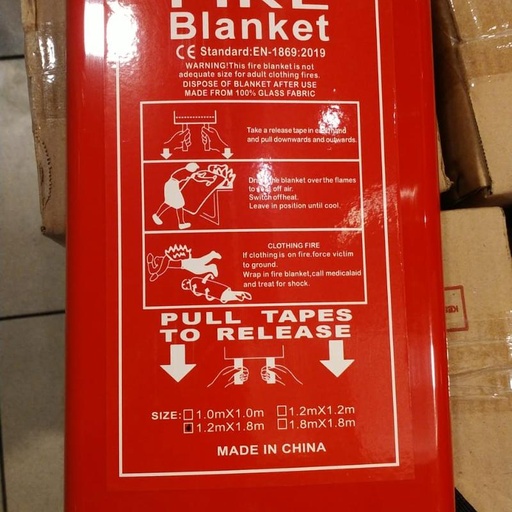 FIRE
Blanket
CE Standard:EN-1869:2019
WARNING!This fire blanket is not
adequate size for adult clothing fires.
DISPOSE OF BLANKET AFTER USE
MADE FROM 100% GLASS FABRIC
Take a release tape in each hand
and pull downwards and outwards.
the blanket over the flames
to off air.
Switch off heat.
Leave in position until cool.
CLOTHING FIRE
If clothing is on fire.force victim
to ground.
Wrap in fire blanket,call medicalaid
and treat for shock.
PULL TAPES
TO RELEASE
SIZE: 1.0mX1.0m 1.2mX1.2m
1.2mX1.8m 1.8mX1.8m
MADE IN CHINA